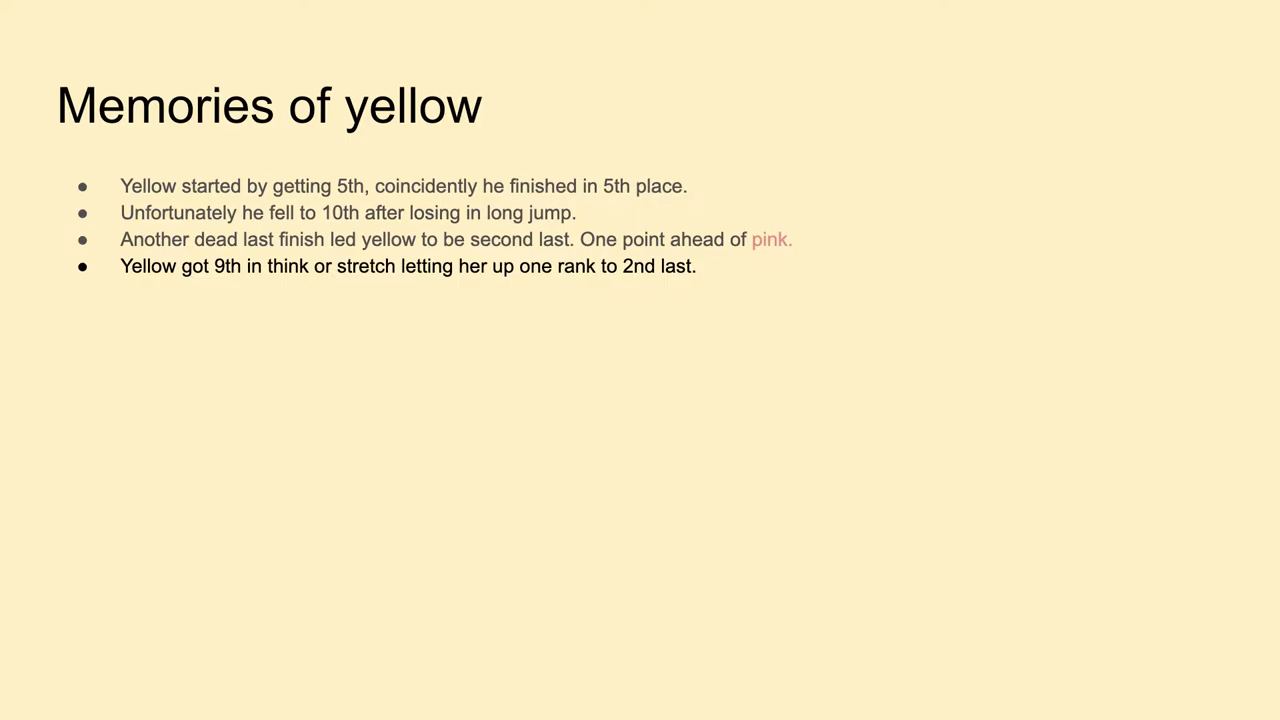 Memories of yellow
● Yellow started by getting 5th, coincidently he finished in 5th place.
● Unfortunately he fell to 10th after losing in long jump.
● Another dead last finish led yellow to be second last. One point ahead of pink.
● Yellow got 9th in think or stretch letting her up one rank to 2nd last.